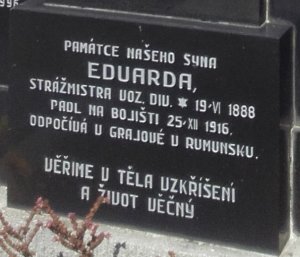 PAMÁTCE NAŠEHO SYNA
EDUARDA,
STRÁŽMISTRA VOZ. DIV. * 19·VI 1888
PADL NA BOJIŠTI 25·XII 1916.
ODPOČÍVÁ V GRAJOVÉ V RUMUNSKU.
VĚŘÍME V TĚLA VZKŘÍŠENÍ
A ŽIVOT VĚČNÝ